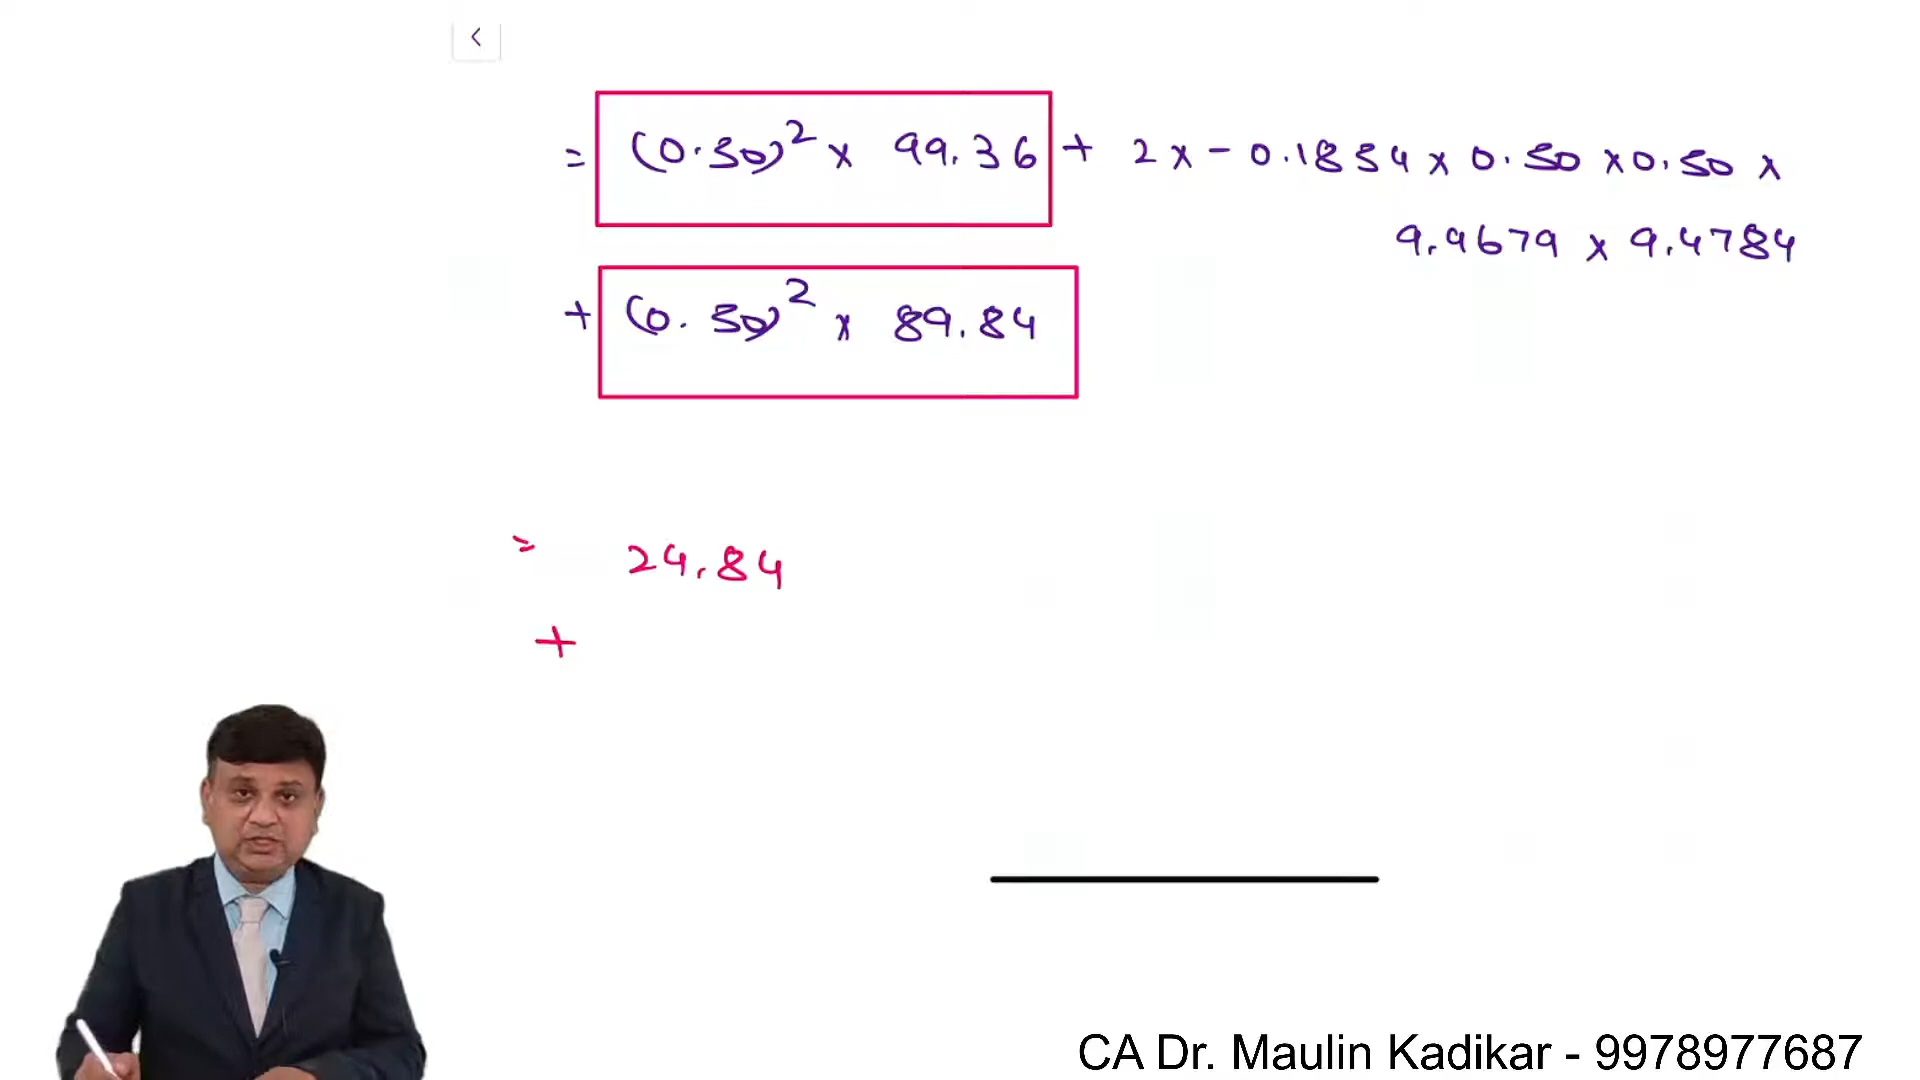 = (0.50)² x 99.36 + 2 x - 0.1854 x 0.50 x 0.50 x
9.9679 x 9.4784
+ (0.50)² x 89.84
= 24.84
+
CA Dr. Maulin Kadikar - 9978977687